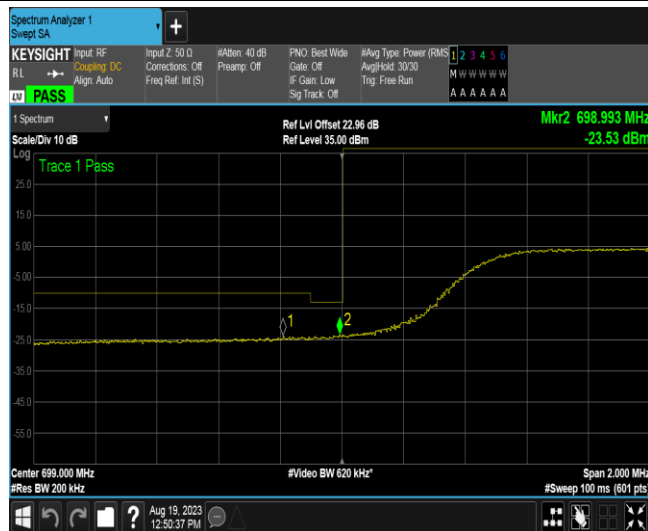 Spectrum Analyzer 1
Swept SA
+
KEYSIGHT
RL
LXI PASS
Input: RF
Coupling: DC
Align: Auto
Input Z: 50 Ω
Corrections: Off
Freq Ref: Int (S)
#Atten: 40 dB
Preamp: Off
PNO: Best Wide
Gate: Off
IF Gain: Low
Sig Track: Off
#Avg Type: Power (RMS
Avg|Hold: 30/30
Trig: Free Run
1 2 3 4 5 6
M W W W W W
A A A A A A
1 Spectrum
Scale/Div 10 dB
Ref Lvl Offset 22.96 dB
Ref Level 35.00 dBm
Mkr2 698.993 MHz
-23.53 dBm
Log
Trace 1 Pass
25.0
15.0
5.00
-5.00
-15.0
-25.0
-35.0
-45.0
-55.0
1
2
Center 699.000 MHz
#Video BW 620 kHz*
Span 2.000 MHz
#Res BW 200 kHz
#Sweep 100 ms (601 pts)
?
Aug 19, 2023
12:50:37 PM